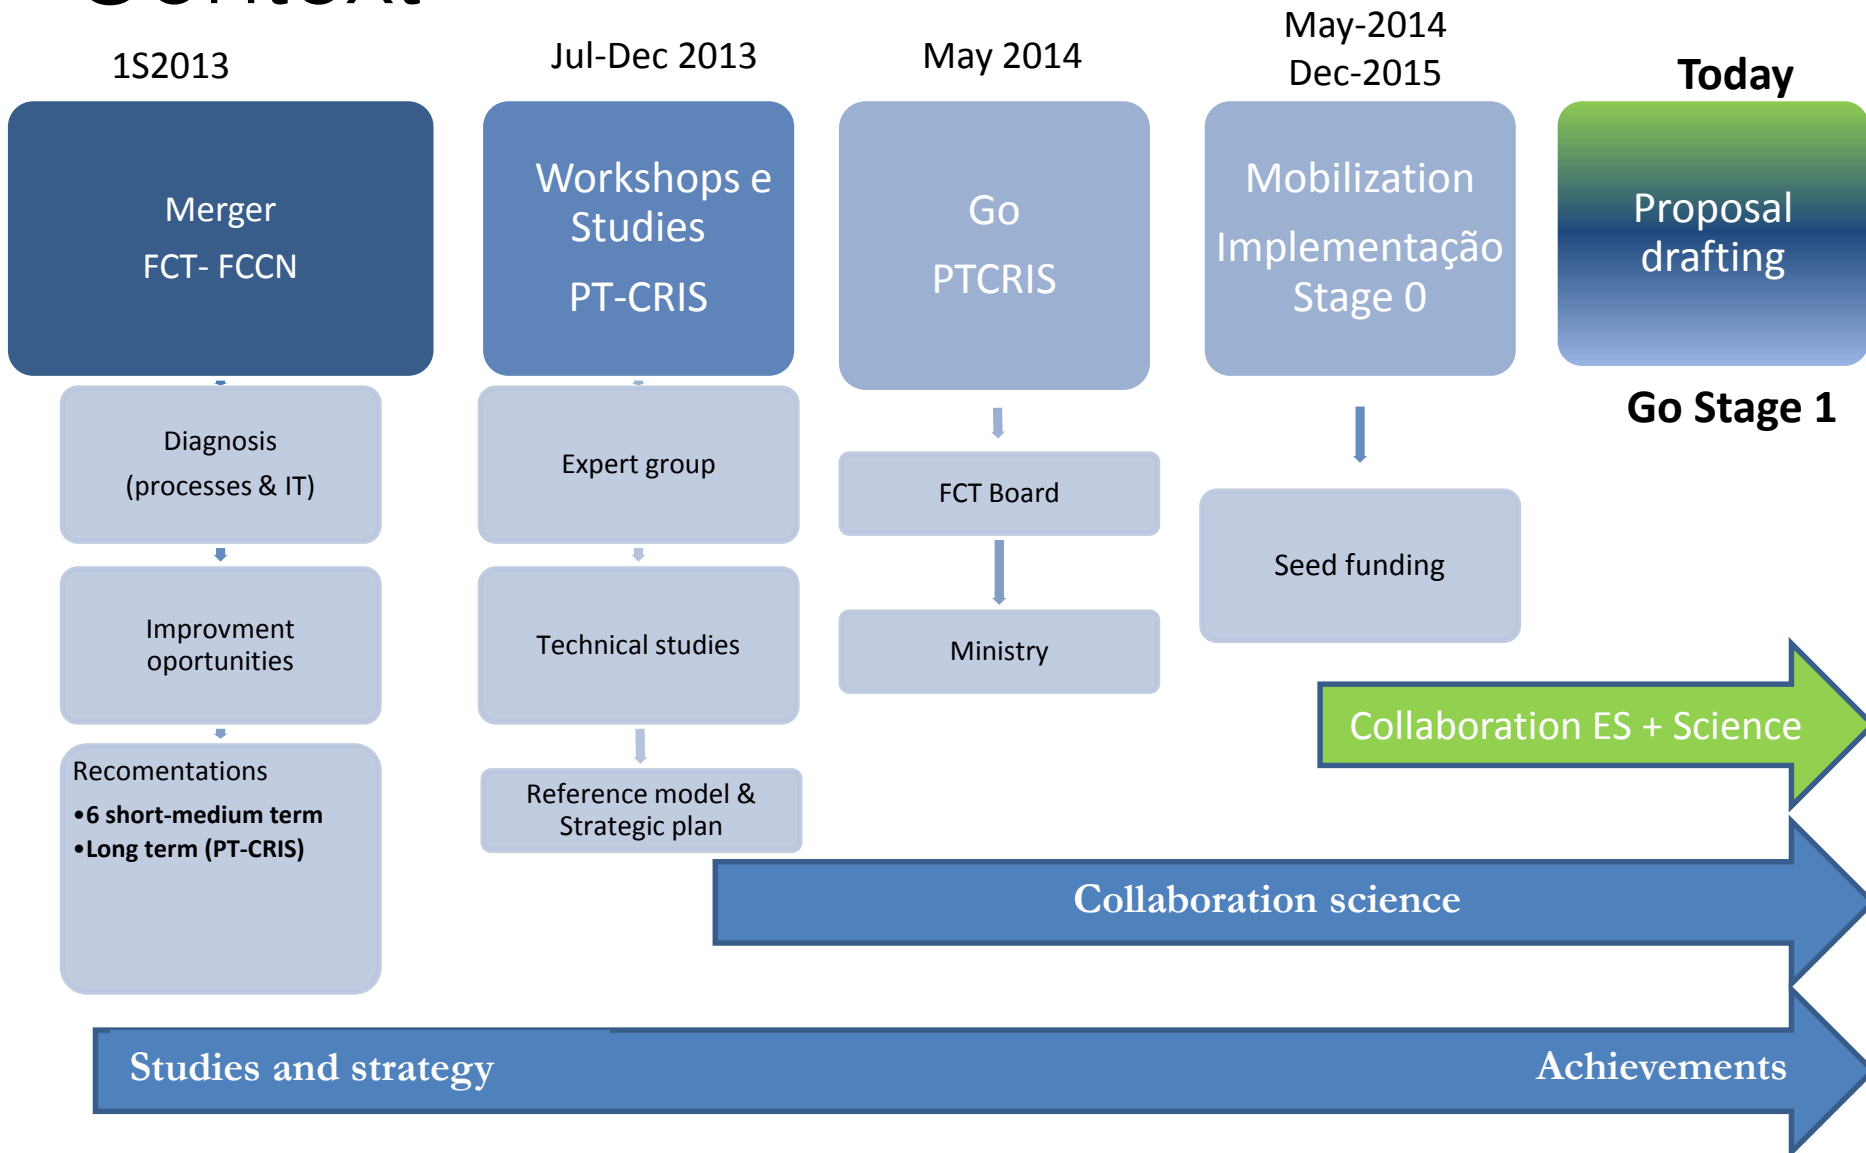 Context
1S2013
Jul-Dec 2013
May 2014
May-2014
Dec-2015
Today
Merger
FCT- FCCN
Workshops e
Studies
PT-CRIS
Go
PTCRIS
Mobilization
Implementação
Stage 0
Proposal
drafting
Go Stage 1
Diagnosis
(processes & IT)
Improvment
oportunities
Recomentations
•6 short-medium term
•Long term (PT-CRIS)
Expert group
Technical studies
Reference model &
Strategic plan
FCT Board
Ministry
Seed funding
Collaboration ES + Science
Collaboration science
Studies and strategy
Achievements